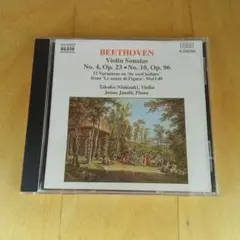 NAXOS
BEETHOVEN
Violin Sonatas
No. 4, Op. 23 • No. 10, Op. 96
12 Variations on 'Se vuol ballare'
from 'Le nozze di Figaro', WoO 40
Takako Nishizaki, Violin
Jenő Jandó, Piano